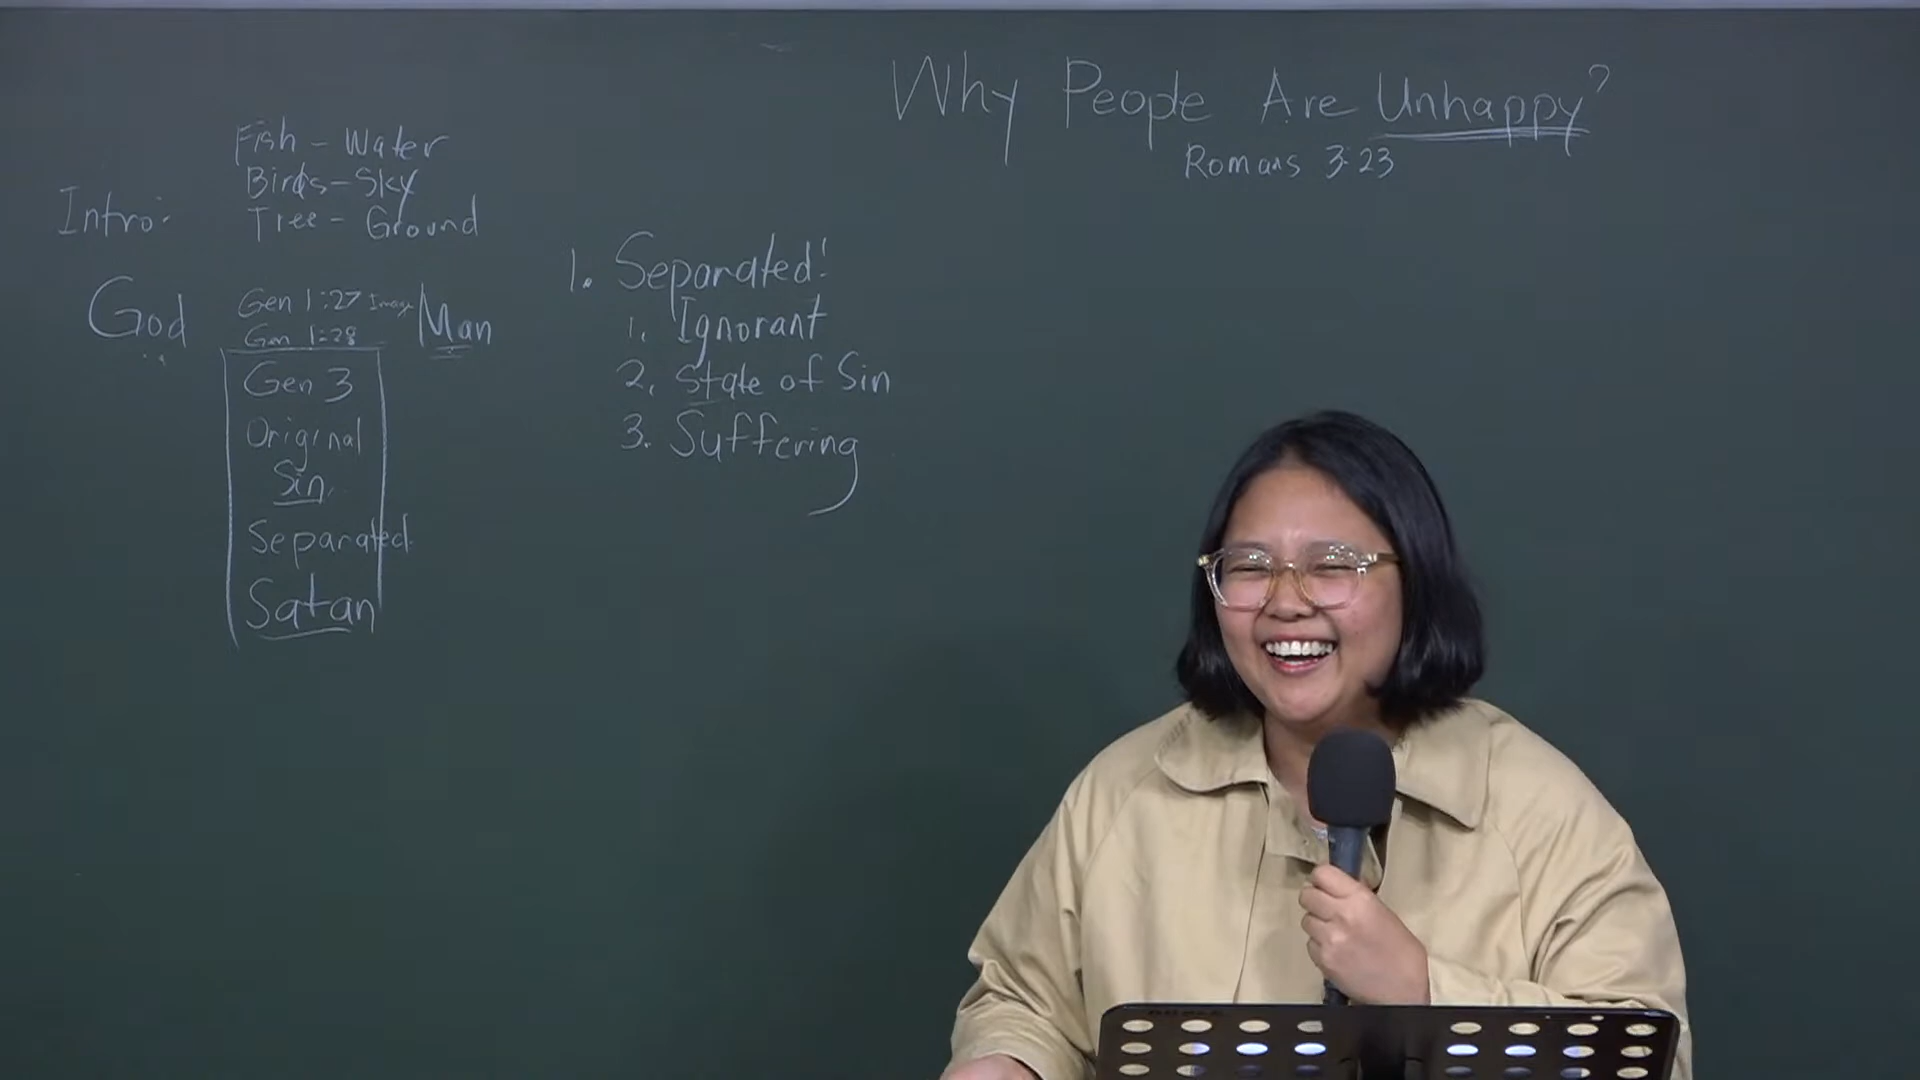 Why People Are Unhappy?
Romans 3:23
Intro:
Fish - Water
Birds - Sky
Tree - Ground
God
Gen 1:27 Image
Gen 1:28
Man
Gen 3
Original
Sin
Separated
Satan
1. Separated!
1. Ignorant
2. State of Sin
3. Suffering